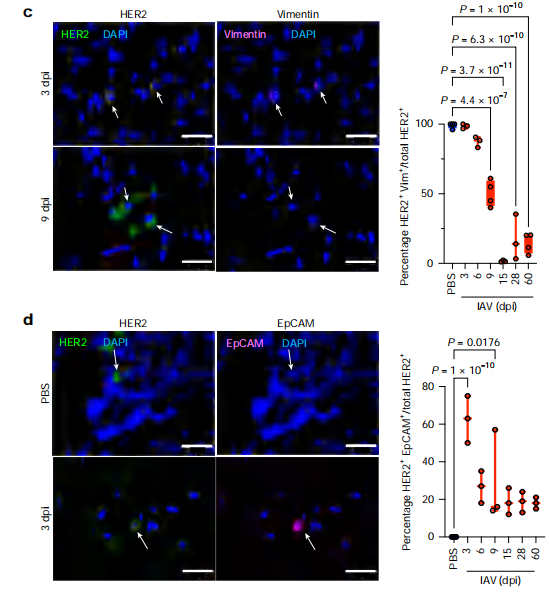 c
HER2
Vimentin
HER2 DAPI
Vimentin DAPI
3 dpi
9 dpi
P = 1 × 10⁻¹⁰
P = 6.3 × 10⁻¹⁰
P = 3.7 × 10⁻¹¹
P = 4.4 × 10⁻⁷
Percentage HER2⁺ Vim⁺/total HER2⁺
100
50
0
PBS
3
6
9
15
28
60
IAV (dpi)
d
HER2
EpCAM
HER2 DAPI
EpCAM DAPI
PBS
3 dpi
P = 0.0176
P = 1 × 10⁻¹⁰
Percentage HER2⁺ EpCAM⁺/total HER2⁺
80
60
40
20
0
PBS
3
6
9
15
28
60
IAV (dpi)